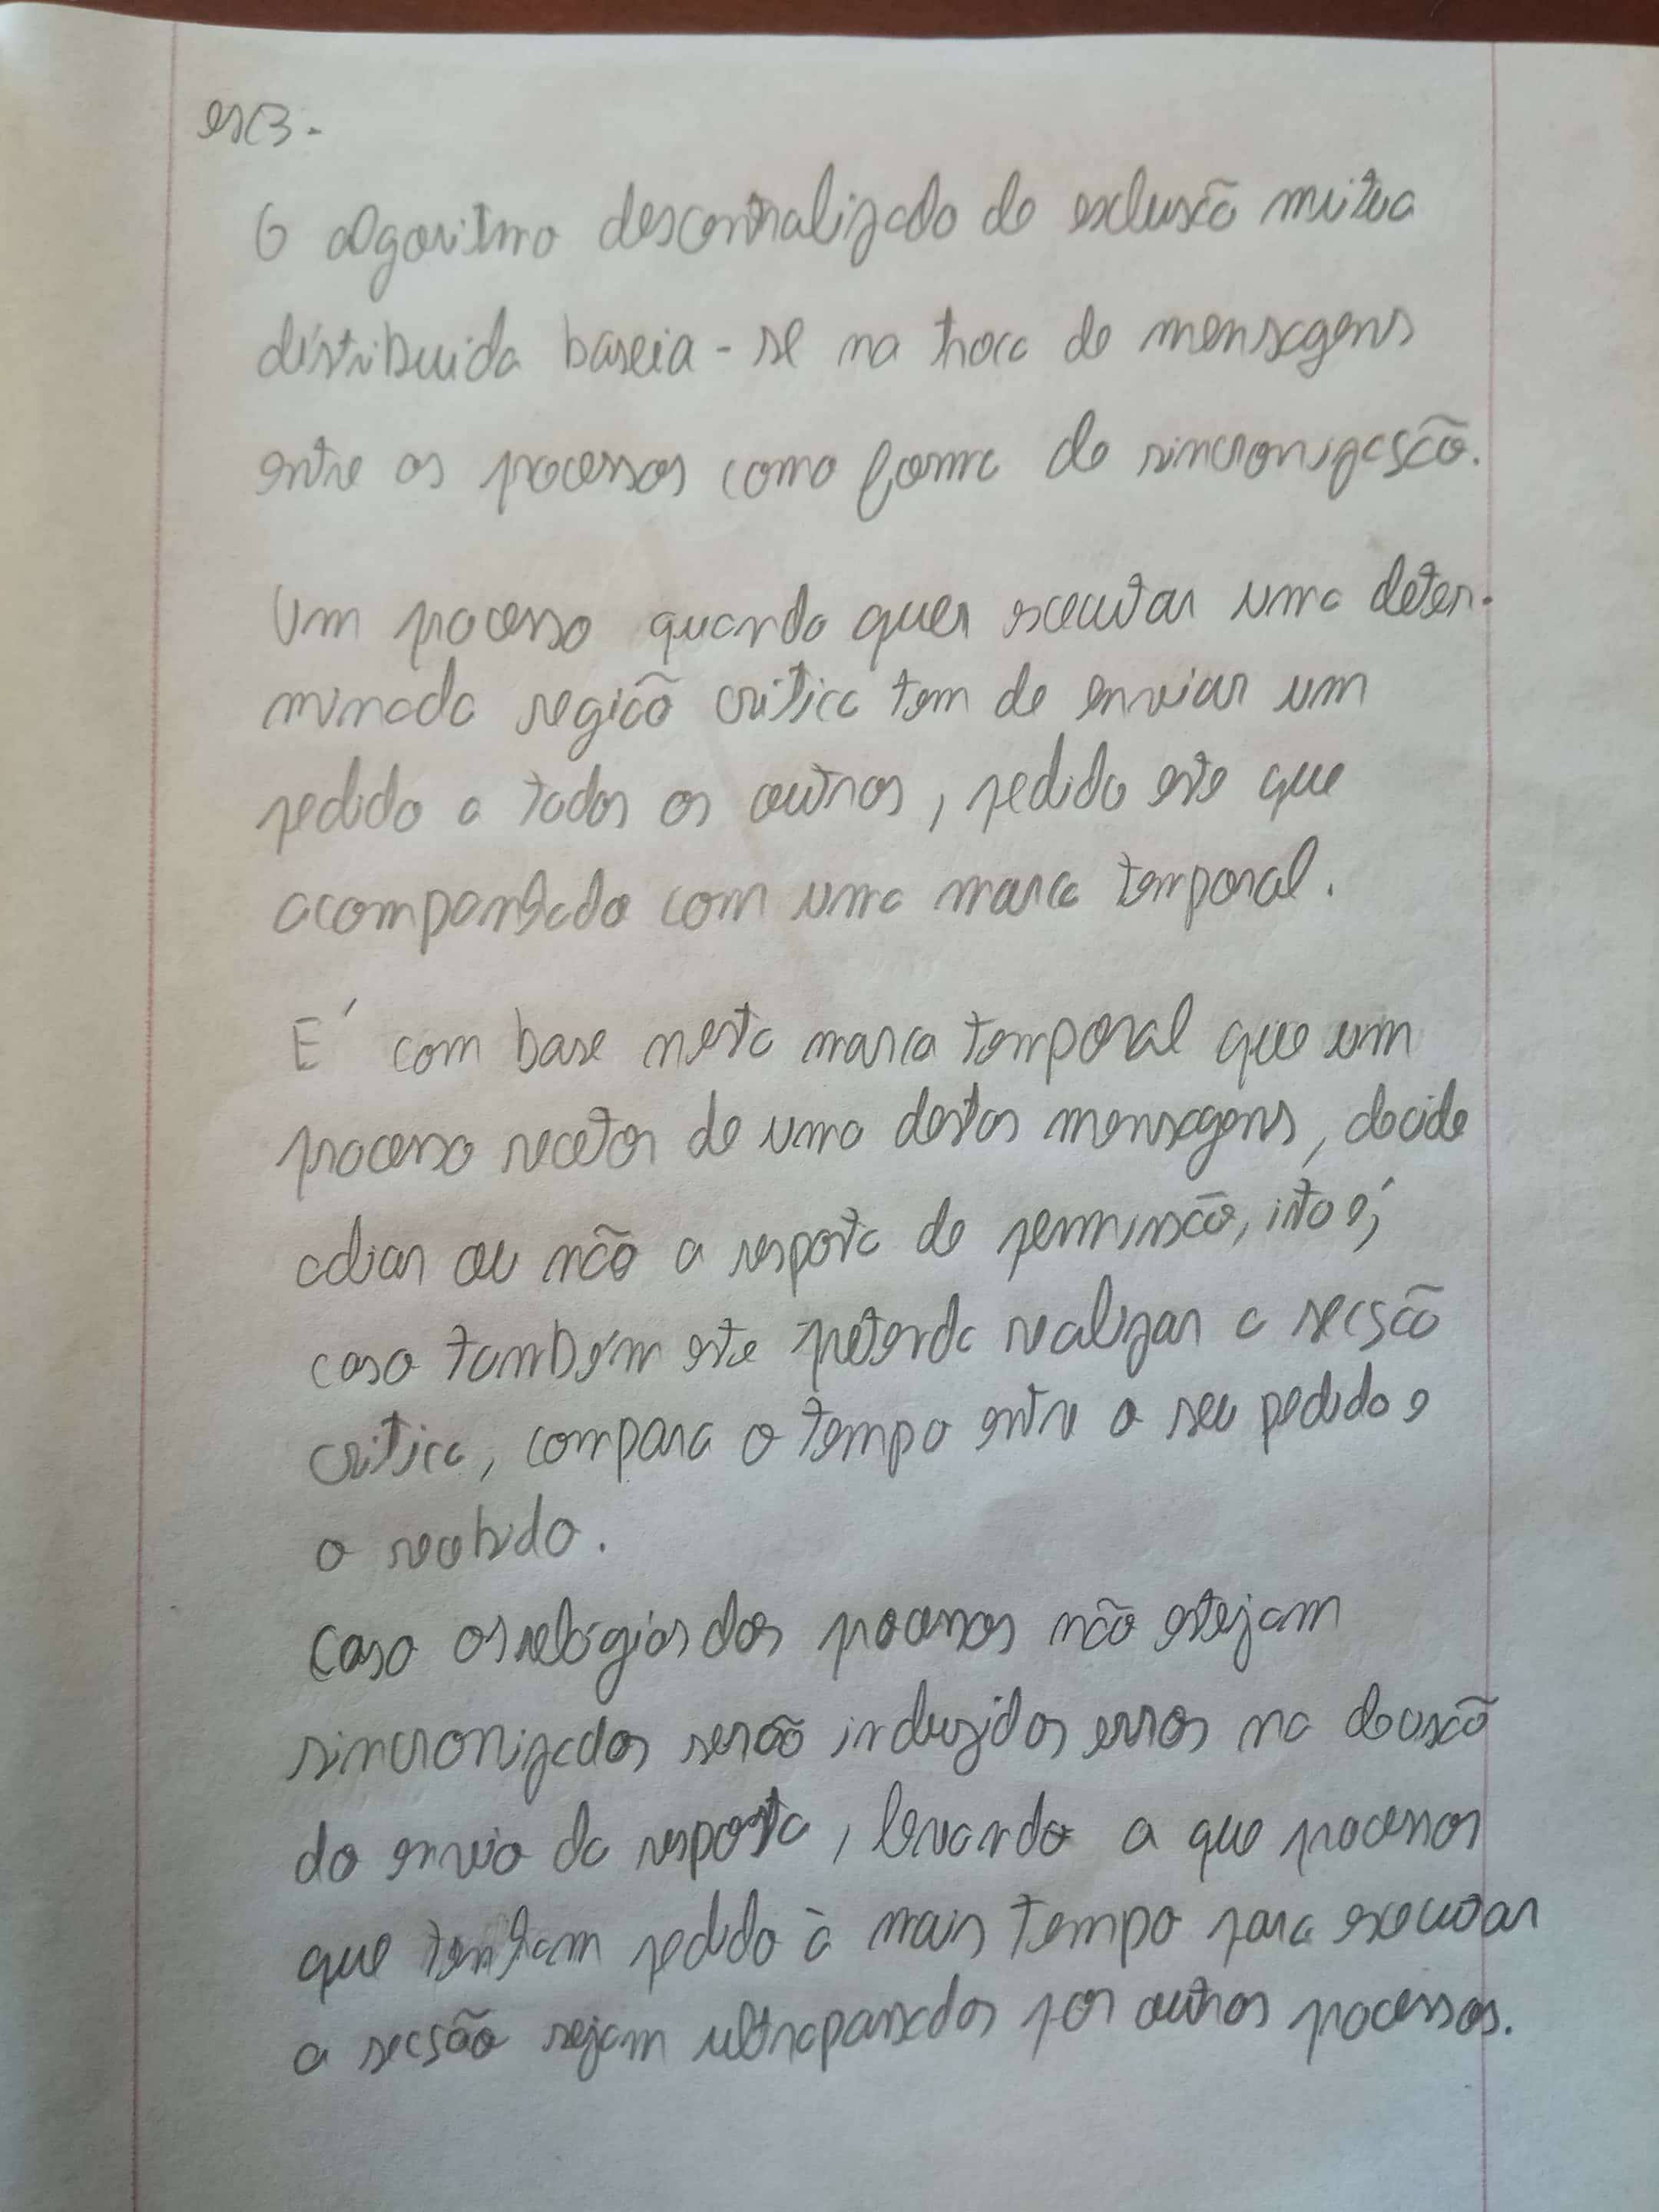 ex3.
O algoritmo descentralizado de exclusão mútua
distribuida baseia-se na troca de mensagens
entre os processos como forma de sincronização.
Um processo quando quer executar uma deter-
minada região critica tem de enviar um
pedido a todos os outros, pedido este que
acompanhado com uma marca temporal.
E' com base nesta marca temporal que um
processo recetor de uma destas mensagens, decide
adiar ou não a resposta de permissão, isto é,
caso também este pretenda realizar a secção
critica, compara o tempo entre o seu pedido e
o recebido.
Caso os relógios dos processos não estejam
sincronizados serão induzidos erros na decisão
do envio da resposta, levando a que processos
que tenham pedido à mais tempo para executar
a secção sejam ultrapassados por outros processos.